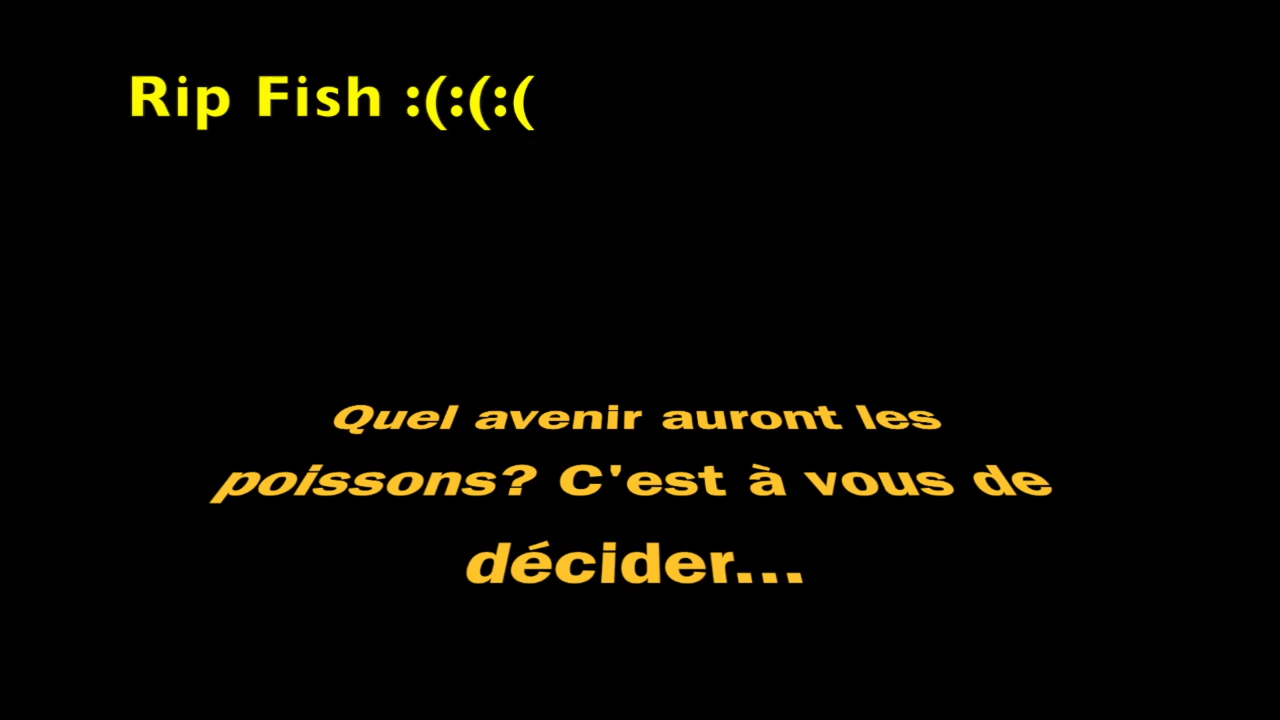 Rip Fish :(:(:(
Quel avenir auront les
poissons? C'est à vous de
décider...